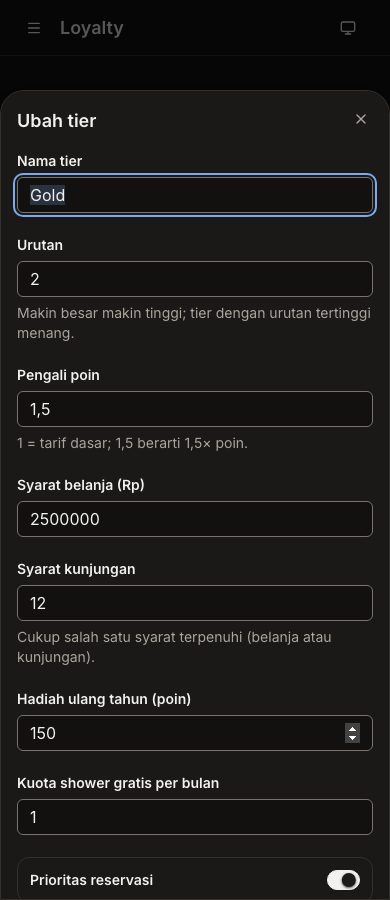 Loyalty
Ubah tier
Nama tier
Gold
Urutan
2
Makin besar makin tinggi; tier dengan urutan tertinggi
menang.
Pengali poin
1,5
1 = tarif dasar; 1,5 berarti 1,5× poin.
Syarat belanja (Rp)
2500000
Syarat kunjungan
12
Cukup salah satu syarat terpenuhi (belanja atau
kunjungan).
Hadiah ulang tahun (poin)
150
Kuota shower gratis per bulan
1
Prioritas reservasi